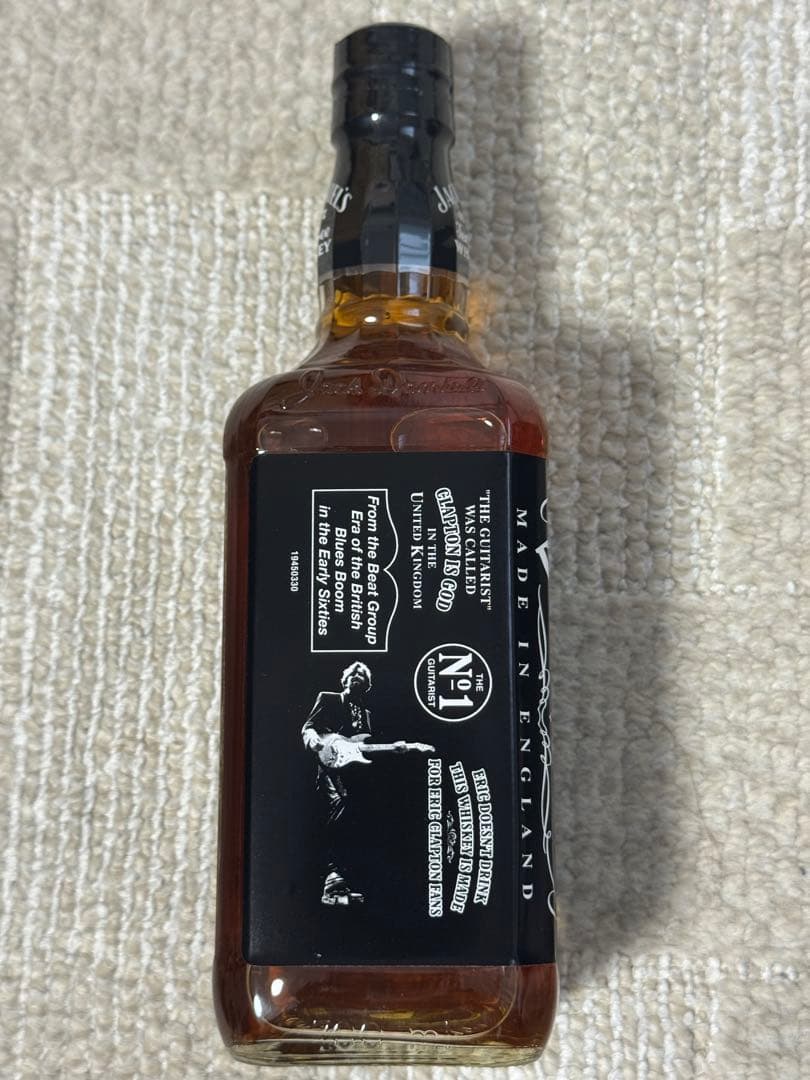 Jack Daniel's
"THE GUITARIST"
WAS CALLED
CLAPTON IS GOD
IN THE
UNITED KINGDOM
From the Beat Group
Era of the British
Blues Boom
in the Early Sixties
19450330
THE
Nº1
GUITARIST
ERIC DOESN'T DRINK
THIS WHISKEY IS MADE
FOR ERIC CLAPTON FANS
MADE IN ENGLAND